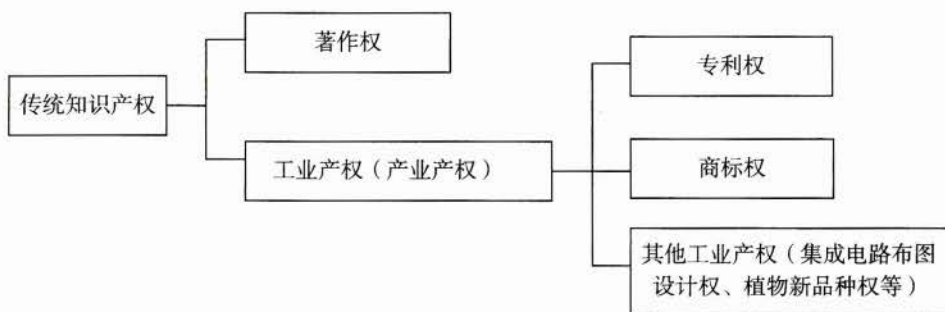 著作权
专利权
传统知识产权
工业产权（产业产权）
商标权
其他工业产权（集成电路布图
设计权、植物新品种权等）